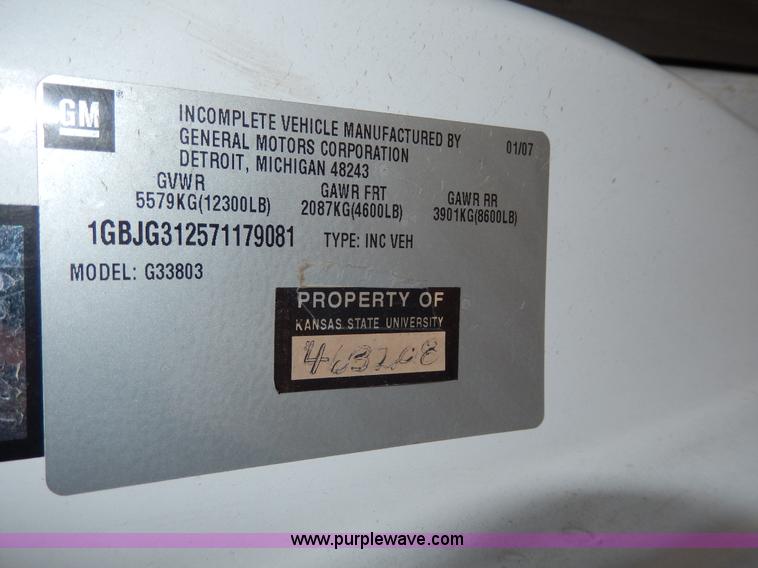 GM
INCOMPLETE VEHICLE MANUFACTURED BY
GENERAL MOTORS CORPORATION
DETROIT, MICHIGAN 48243
01/07
GVWR GAWR FRT GAWR RR
5579KG(12300LB) 2087KG(4600LB) 3901KG(8600LB)
1GBJG312571179081 TYPE: INC VEH
MODEL: G33803
PROPERTY OF
KANSAS STATE UNIVERSITY
463268
www.purplewave.com